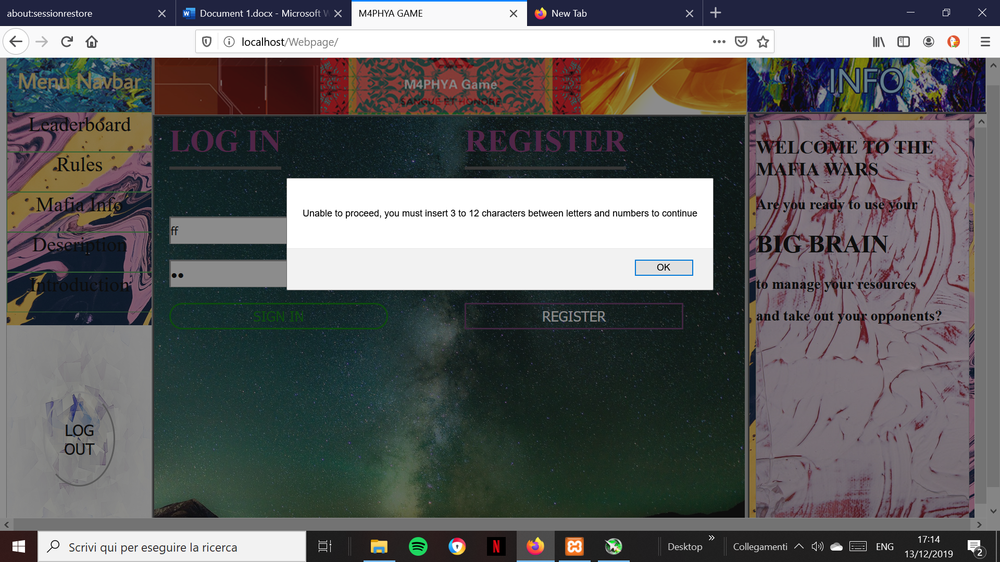 about:sessionrestore
Document 1.docx - Microsoft W
M4PHYA GAME
New Tab
localhost/Webpage/
Menu Navbar
M4PHYA Game
SANGUE ET HONORE
INFO
Leaderboard
Rules
Mafia Info
Description
Introduction
LOG
OUT
LOG IN
REGISTER
ff
Unable to proceed, you must insert 3 to 12 characters between letters and numbers to continue
OK
SIGN IN
REGISTER
WELCOME TO THE
MAFIA WARS
Are you ready to use your
BIG BRAIN
to manage your resources
and take out your opponents?
Scrivi qui per eseguire la ricerca
Desktop
Collegamenti
ENG
17:14
13/12/2019
2